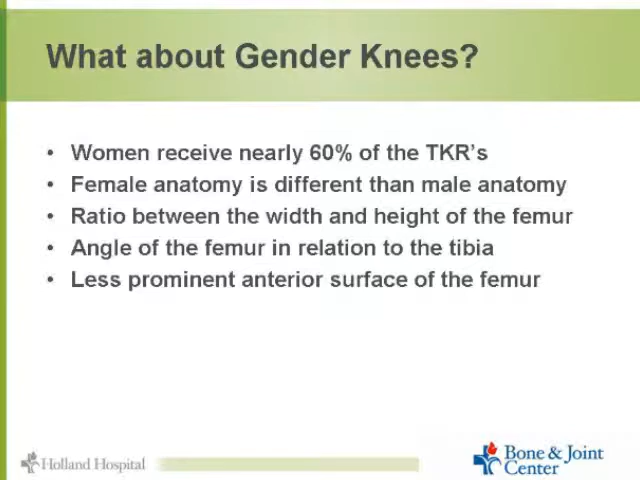 What about Gender Knees?
• Women receive nearly 60% of the TKR's
• Female anatomy is different than male anatomy
• Ratio between the width and height of the femur
• Angle of the femur in relation to the tibia
• Less prominent anterior surface of the femur
Holland Hospital
Bone & Joint
Center